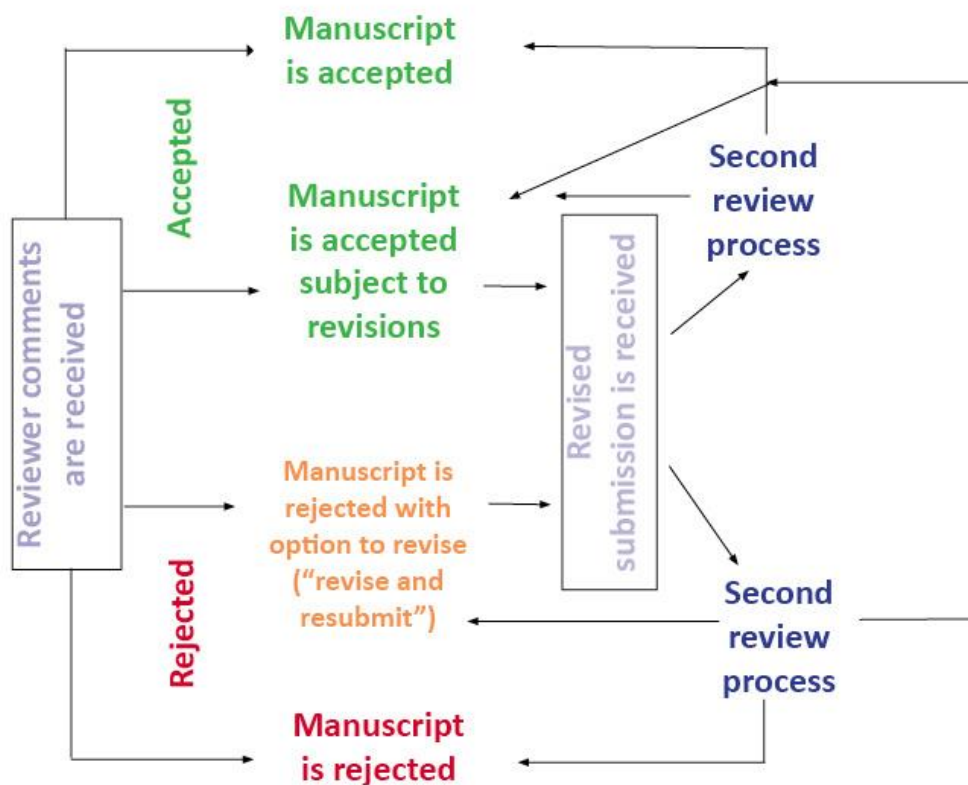 Manuscript
is accepted
Accepted
Manuscript
is accepted
subject to
revisions
Second
review
process
Reviewer comments
are received
Revised
submission is received
Manuscript is
rejected with
option to revise
(“revise and
resubmit”)
Rejected
Second
review
process
Manuscript
is rejected